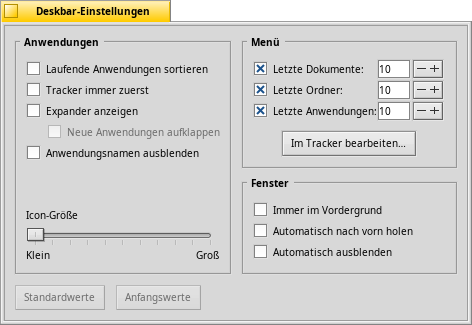 Deskbar-Einstellungen
Anwendungen
Laufende Anwendungen sortieren
Tracker immer zuerst
Expander anzeigen
Neue Anwendungen aufklappen
Anwendungsnamen ausblenden
Icon-Größe
Klein Groß
Menü
Letzte Dokumente: 10
Letzte Ordner: 10
Letzte Anwendungen: 10
Im Tracker bearbeiten...
Fenster
Immer im Vordergrund
Automatisch nach vorn holen
Automatisch ausblenden
Standardwerte Anfangswerte